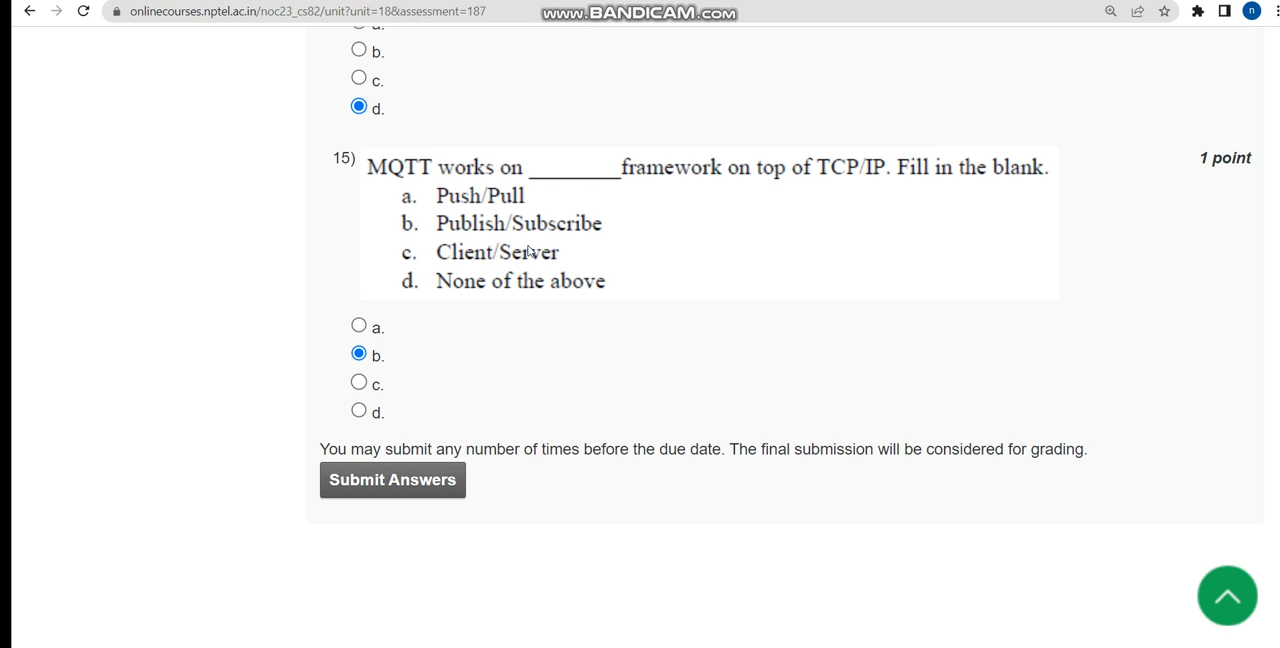 onlinecourses.nptel.ac.in/noc23_cs82/unit?unit=18&assessment=187
www.BANDICAM.com
n
a.
b.
c.
d.
15) MQTT works on ________framework on top of TCP/IP. Fill in the blank. 1 point
a. Push/Pull
b. Publish/Subscribe
c. Client/Server
d. None of the above
a.
b.
c.
d.
You may submit any number of times before the due date. The final submission will be considered for grading.
Submit Answers